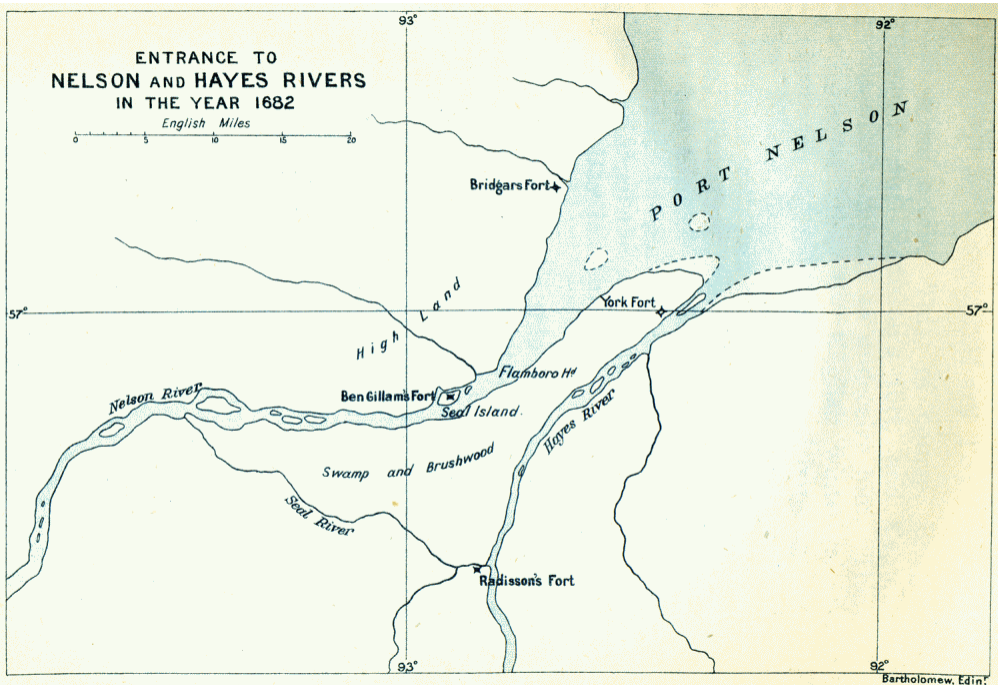 93°
92°
ENTRANCE TO
NELSON AND HAYES RIVERS
IN THE YEAR 1682
English Miles
0 5 10 15 20
PORT NELSON
Bridgars Fort
High Land
57°
York Fort
57°
Flamboro Hd
Nelson River
Ben Gillam's Fort
Seal Island.
Hayes River
Swamp and Brushwood
Seal River
Radisson's Fort
93°
92°
Bartholomew, Edinr